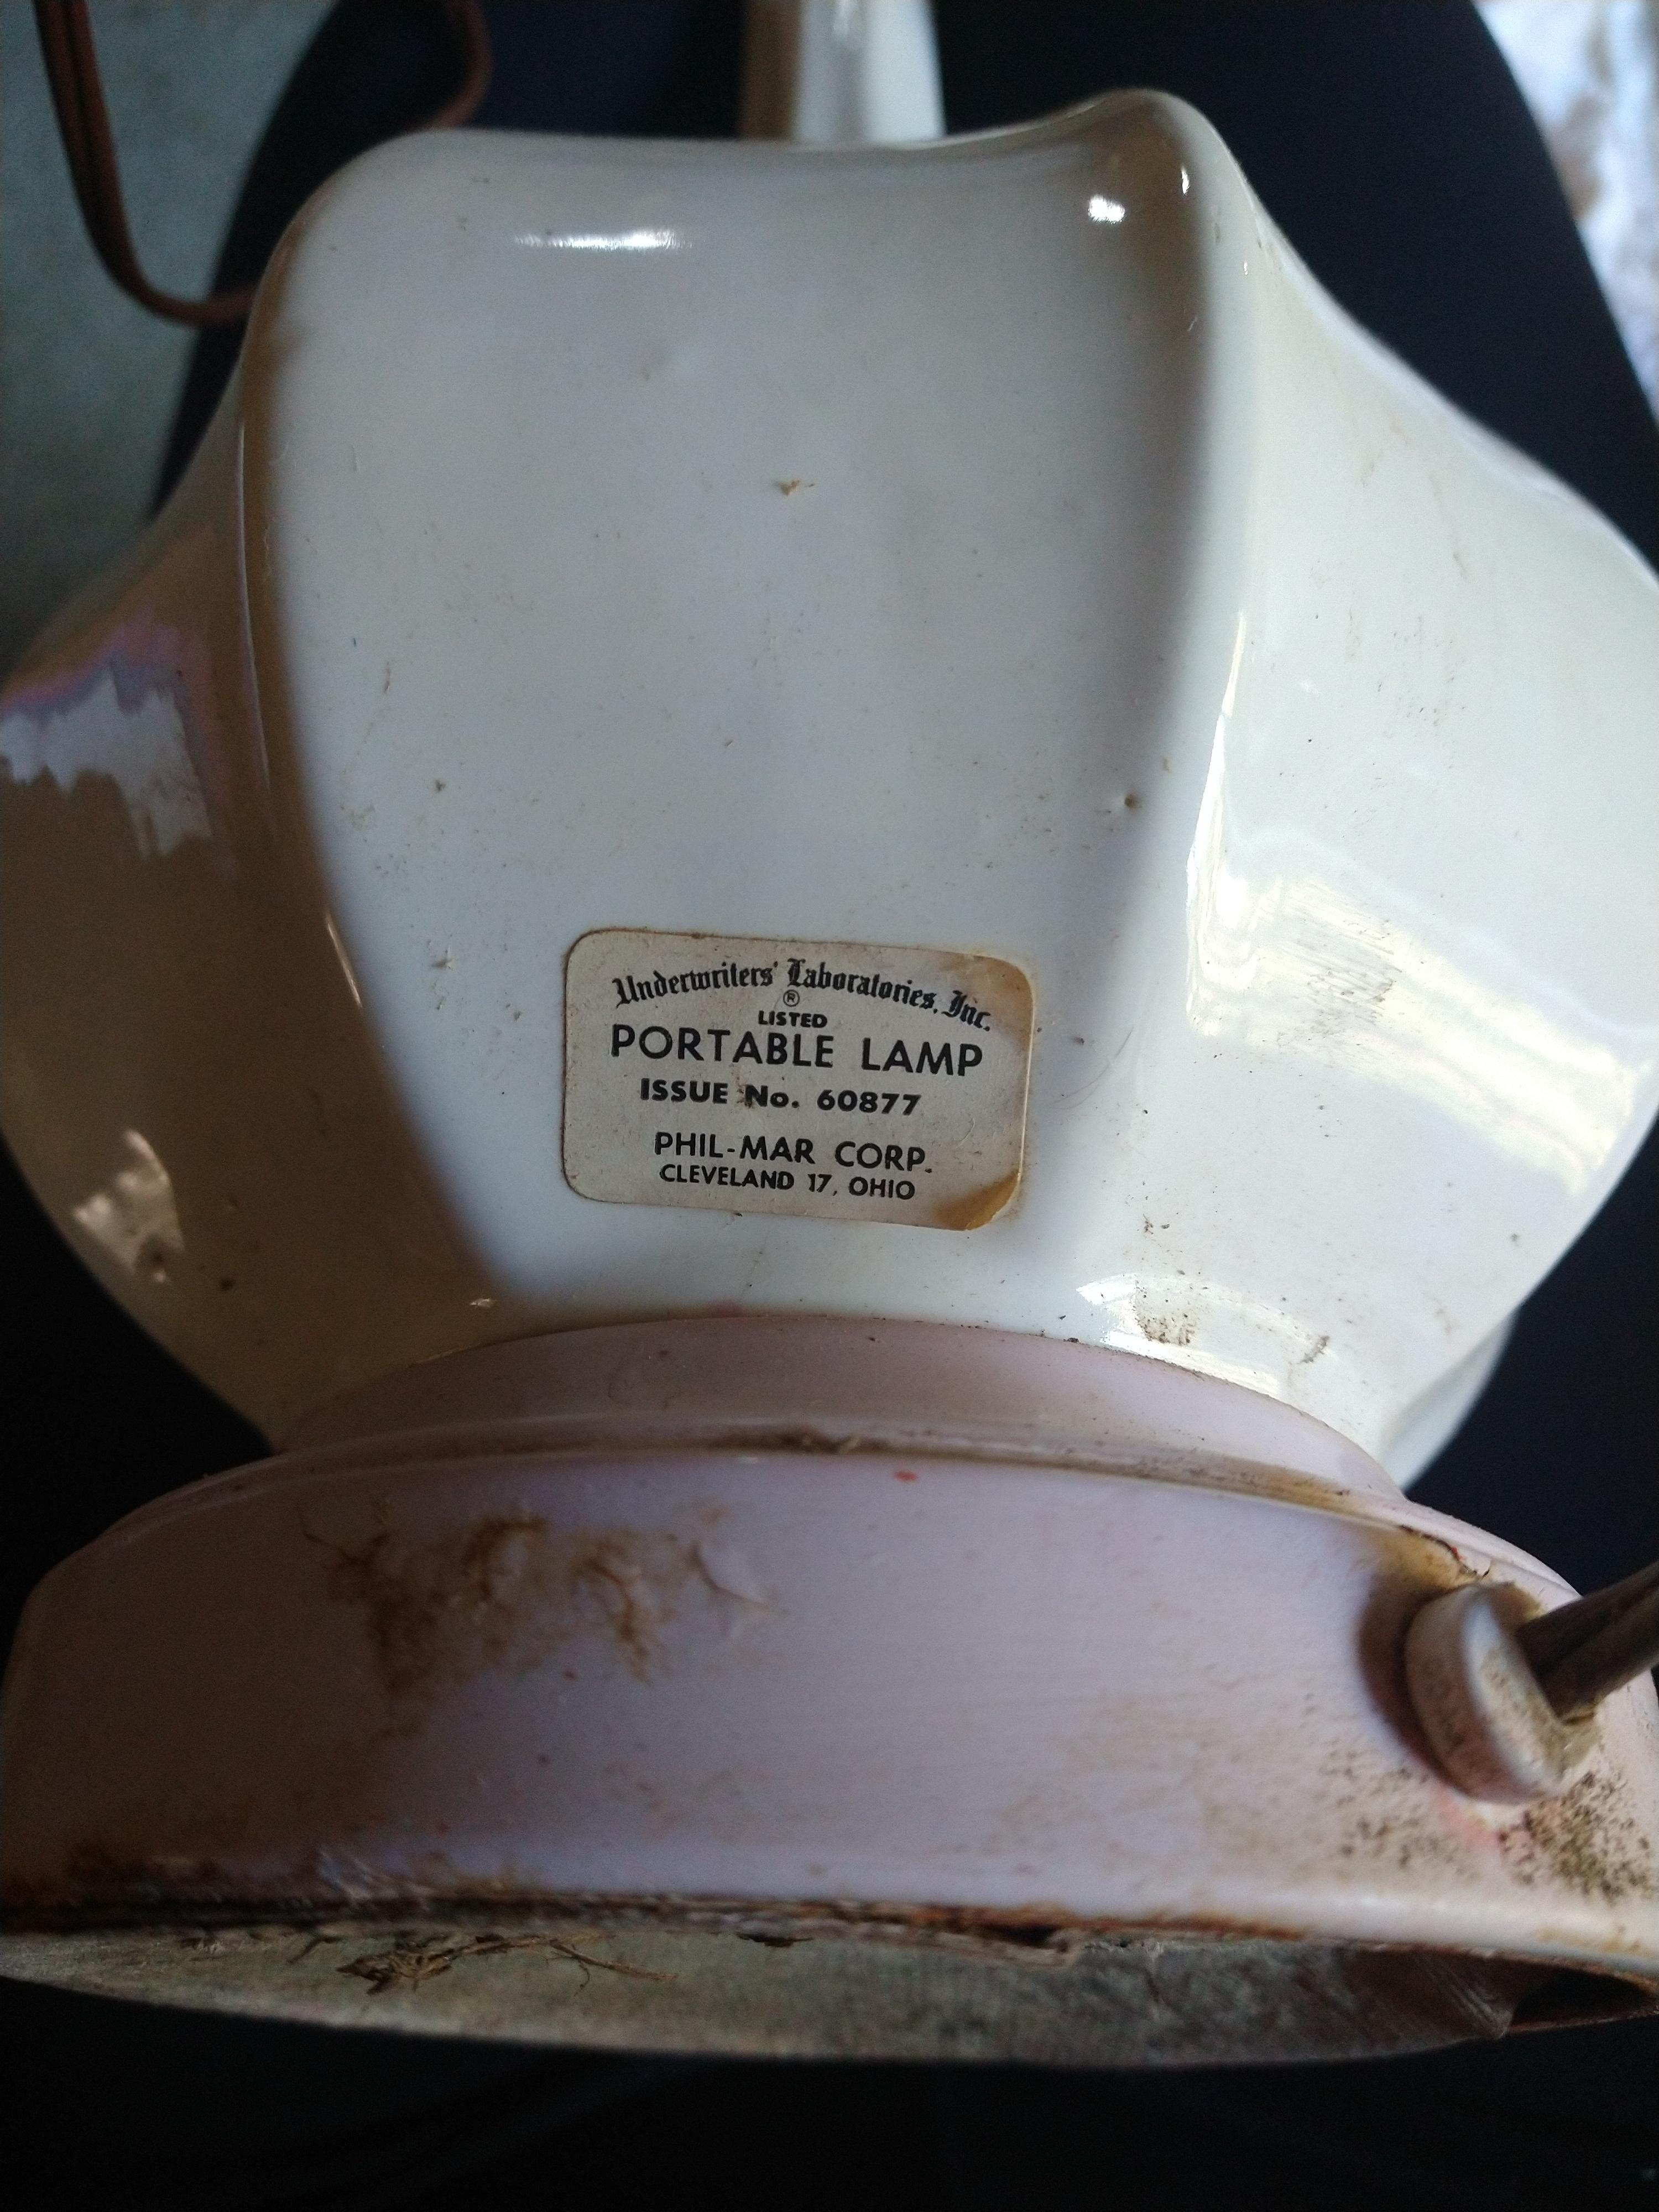 Underwriters' Laboratories, Inc.
®
LISTED
PORTABLE LAMP
ISSUE No. 60877
PHIL-MAR CORP.
CLEVELAND 17, OHIO